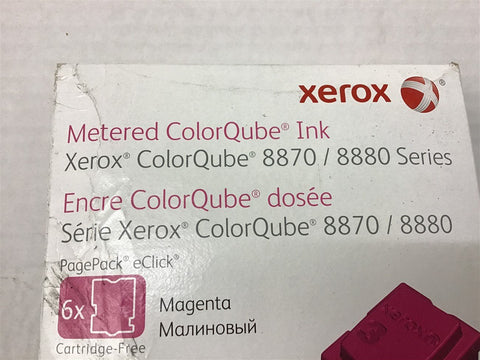 xerox
Metered ColorQube® Ink
Xerox® ColorQube® 8870 / 8880 Series
Encre ColorQube® dosée
Série Xerox® ColorQube® 8870 / 8880
PagePack® eClick®
6x
Magenta
Малиновый
Cartridge-Free
xerox